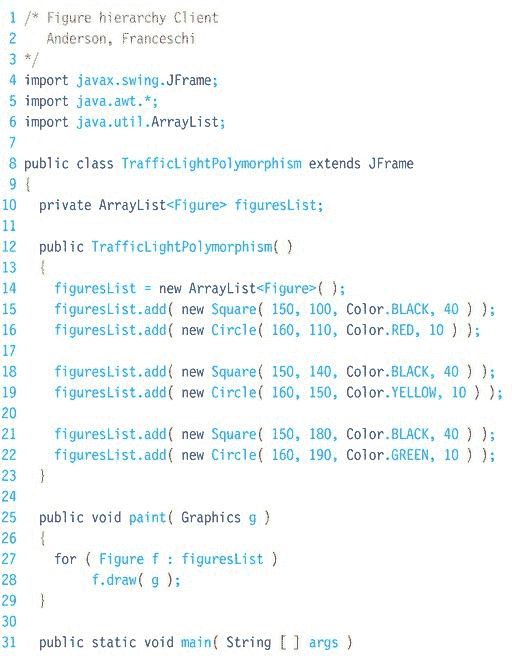 1 /* Figure hierarchy Client
2 Anderson, Franceschi
3 */
4 import javax.swing.JFrame;
5 import java.awt.*;
6 import java.util.ArrayList;
7
8 public class TrafficLightPolymorphism extends JFrame
9 {
10 private ArrayList<Figure> figuresList;
11
12 public TrafficLightPolymorphism( )
13 {
14 figuresList = new ArrayList<Figure>( );
15 figuresList.add( new Square( 150, 100, Color.BLACK, 40 ) );
16 figuresList.add( new Circle( 160, 110, Color.RED, 10 ) );
17
18 figuresList.add( new Square( 150, 140, Color.BLACK, 40 ) );
19 figuresList.add( new Circle( 160, 150, Color.YELLOW, 10 ) );
20
21 figuresList.add( new Square( 150, 180, Color.BLACK, 40 ) );
22 figuresList.add( new Circle( 160, 190, Color.GREEN, 10 ) );
23 }
24
25 public void paint( Graphics g )
26 {
27 for ( Figure f : figuresList )
28 f.draw( g );
29 }
30
31 public static void main( String [ ] args )